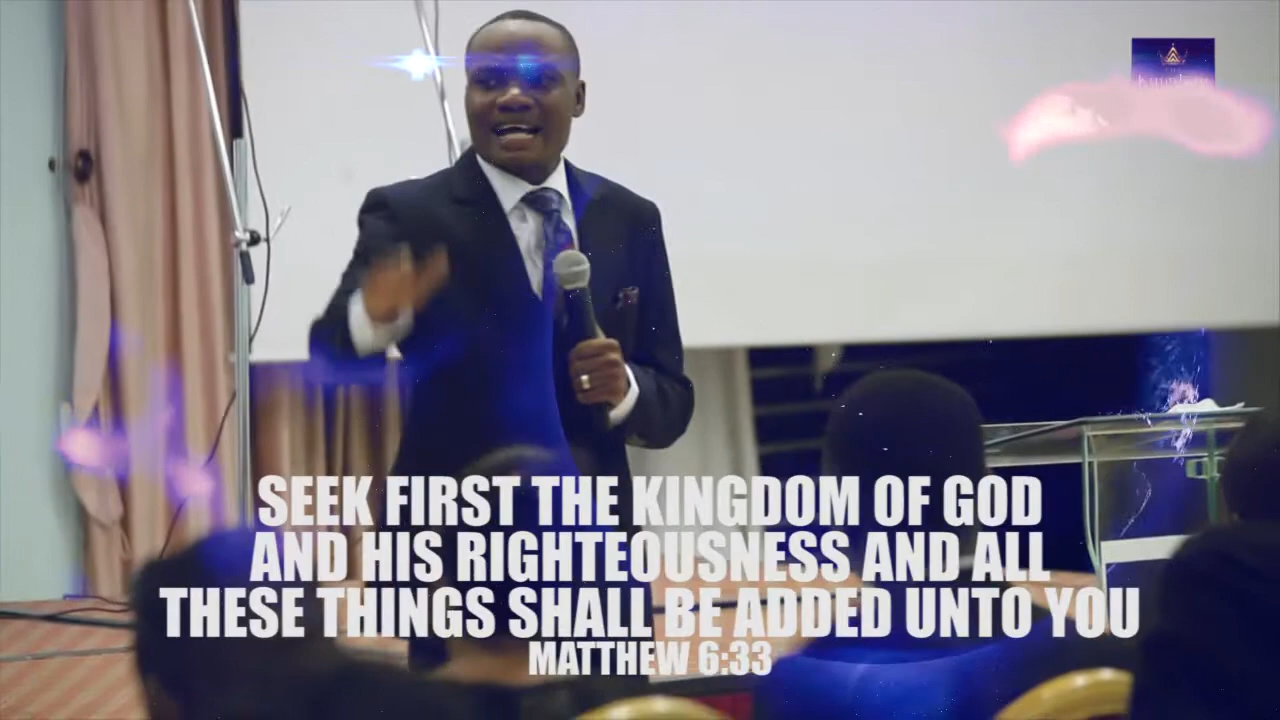 SEEK FIRST THE KINGDOM OF GOD
AND HIS RIGHTEOUSNESS AND ALL
THESE THINGS SHALL BE ADDED UNTO YOU
MATTHEW 6:33